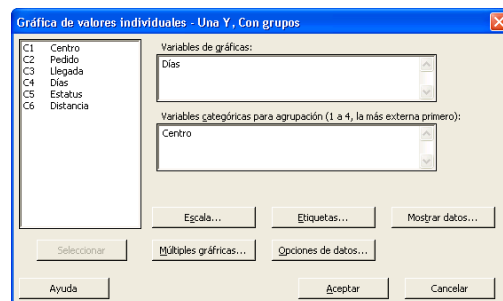 Gráfica de valores individuales - Una Y, Con grupos
C1 Centro
C2 Pedido
C3 Llegada
C4 Días
C5 Estatus
C6 Distancia
Variables de gráficas:
Días
Variables categóricas para agrupación (1 a 4, la más externa primero):
Centro
Escala...
Etiquetas...
Mostrar datos...
Seleccionar
Múltiples gráfricas...
Opciones de datos...
Ayuda
Aceptar
Cancelar